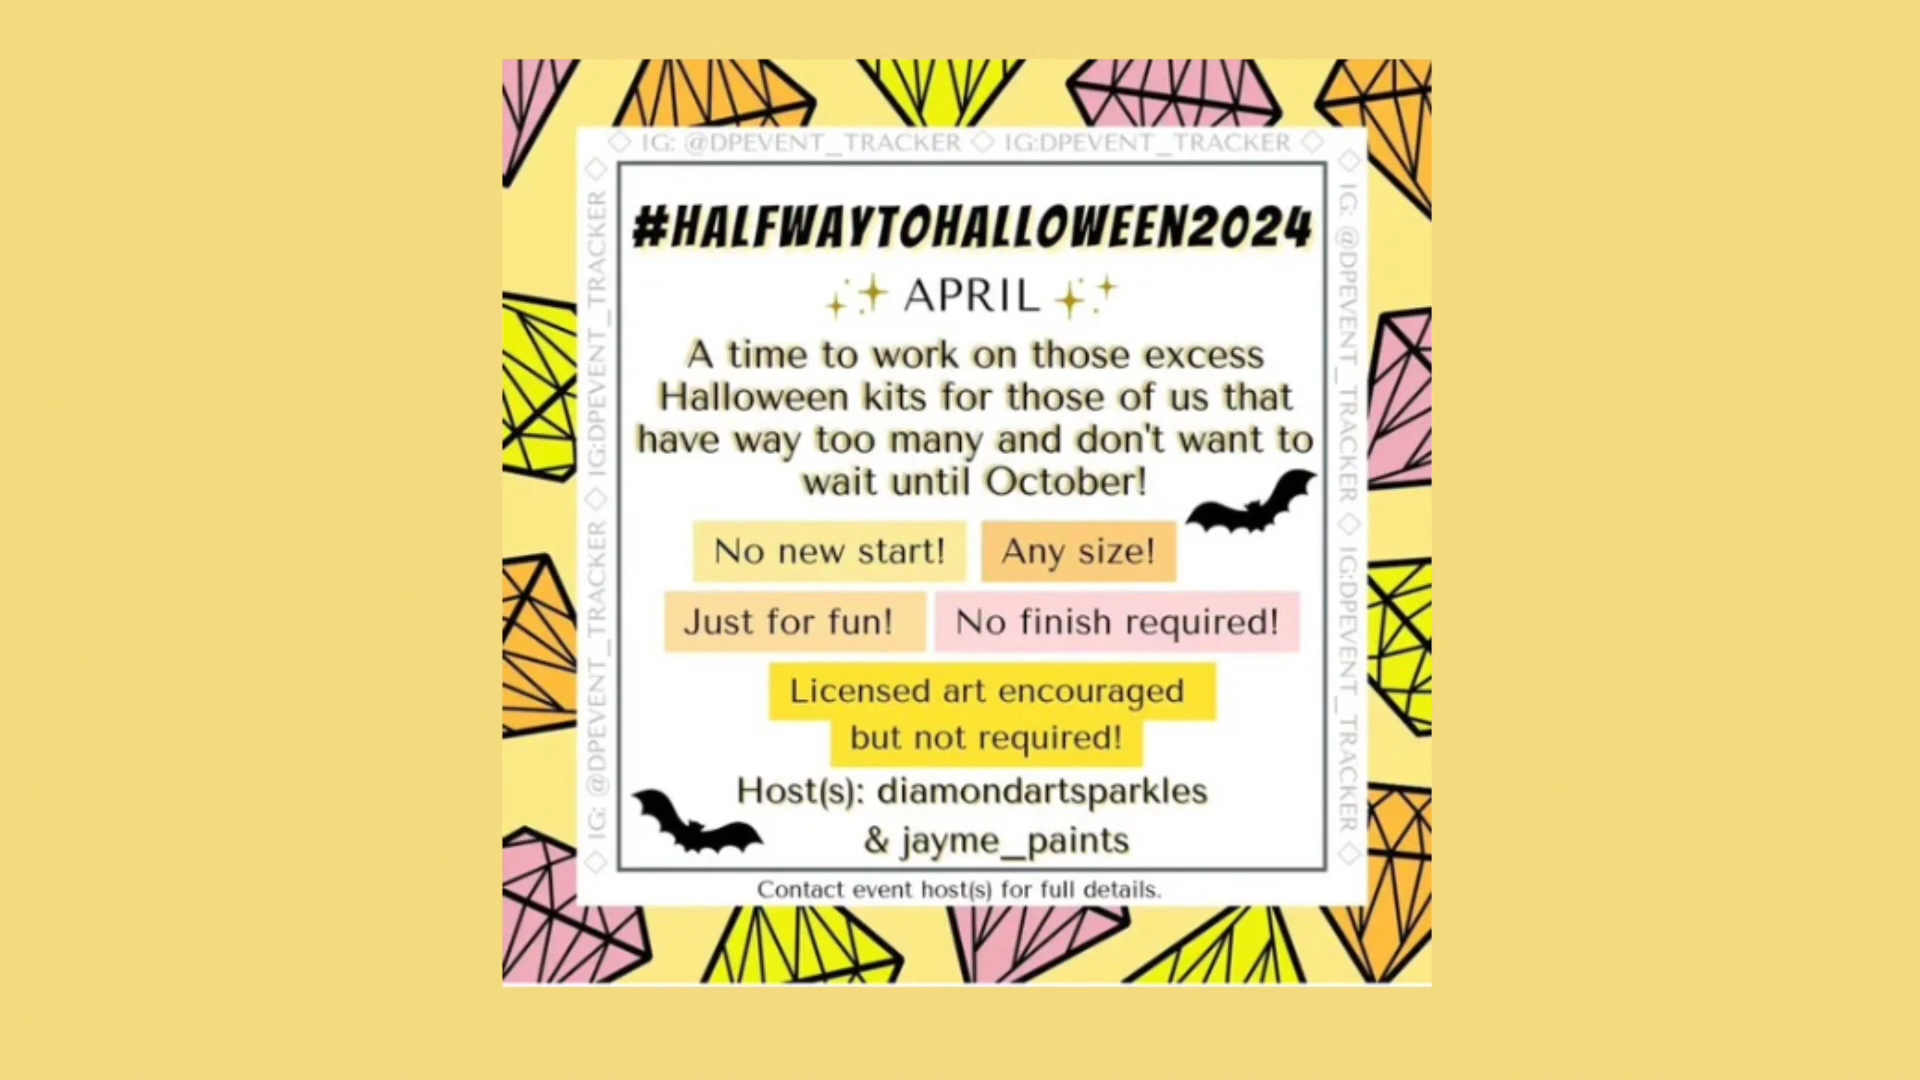 ◇ IG: @DPEVENT_TRACKER ◇ IG:DPEVENT_TRACKER ◇
#HALFWAYTOHALLOWEEN2024
APRIL
A time to work on those excess
Halloween kits for those of us that
have way too many and don't want to
wait until October!
No new start! Any size!
Just for fun! No finish required!
Licensed art encouraged
but not required!
Host(s): diamondartsparkles
& jayme_paints
Contact event host(s) for full details.
◇ IG: @DPEVENT_TRACKER ◇ IG:DPEVENT_TRACKER ◇
◇ IG: @DPEVENT_TRACKER ◇ IG:DPEVENT_TRACKER ◇